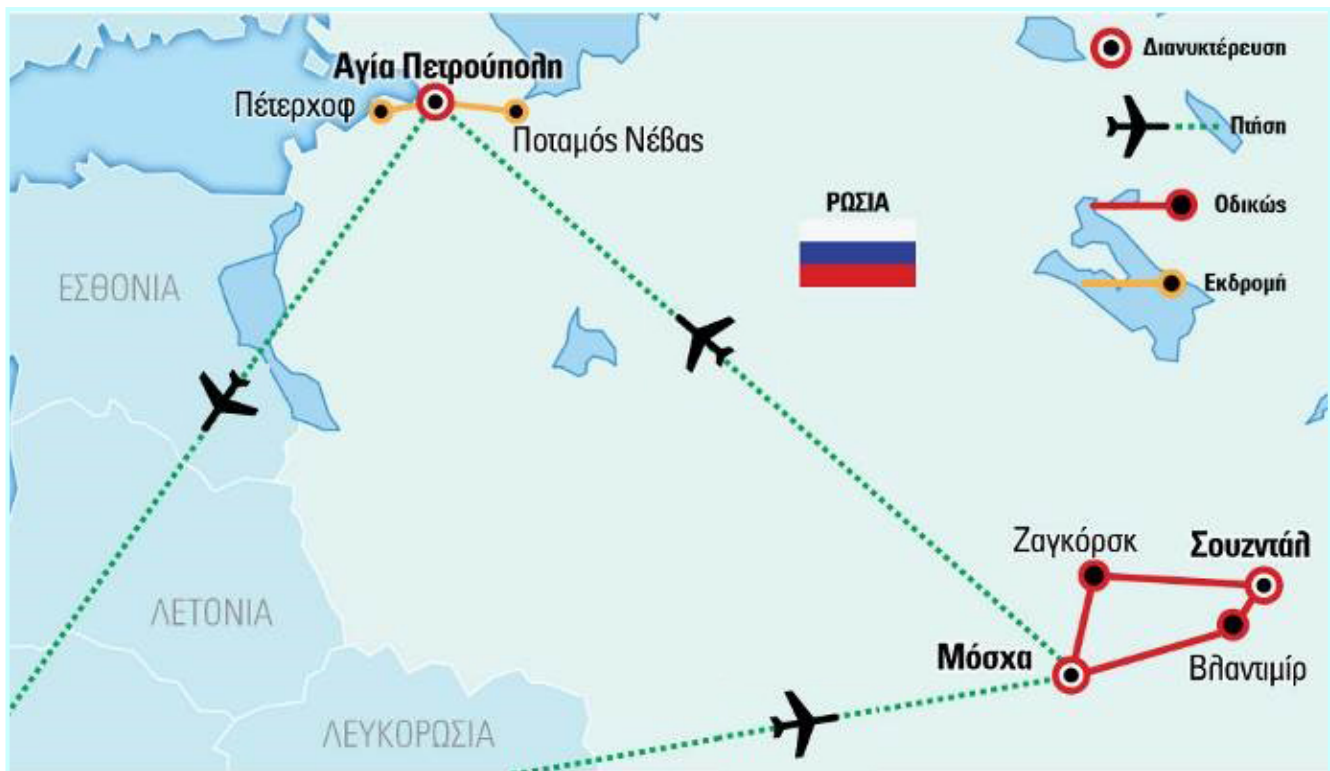 Αγία Πετρούπολη
Πέτερχοφ
Ποταμός Νέβας
Διανυκτέρευση
Πτήση
Οδικώς
Εκδρομή
ΡΩΣΙΑ
ΕΣΘΟΝΙΑ
ΛΕΤΟΝΙΑ
ΛΕΥΚΟΡΩΣΙΑ
Ζαγκόρσκ
Σουζντάλ
Μόσχα
Βλαντιμίρ